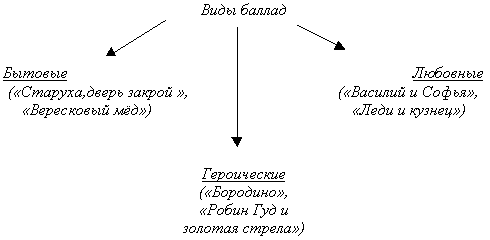 Виды баллад
Бытовые
(«Старуха,дверь закрой »,
«Вересковый мёд»)
Любовные
(«Василий и Софья»,
«Леди и кузнец»)
Героические
(«Бородино»,
«Робин Гуд и
золотая стрела»)